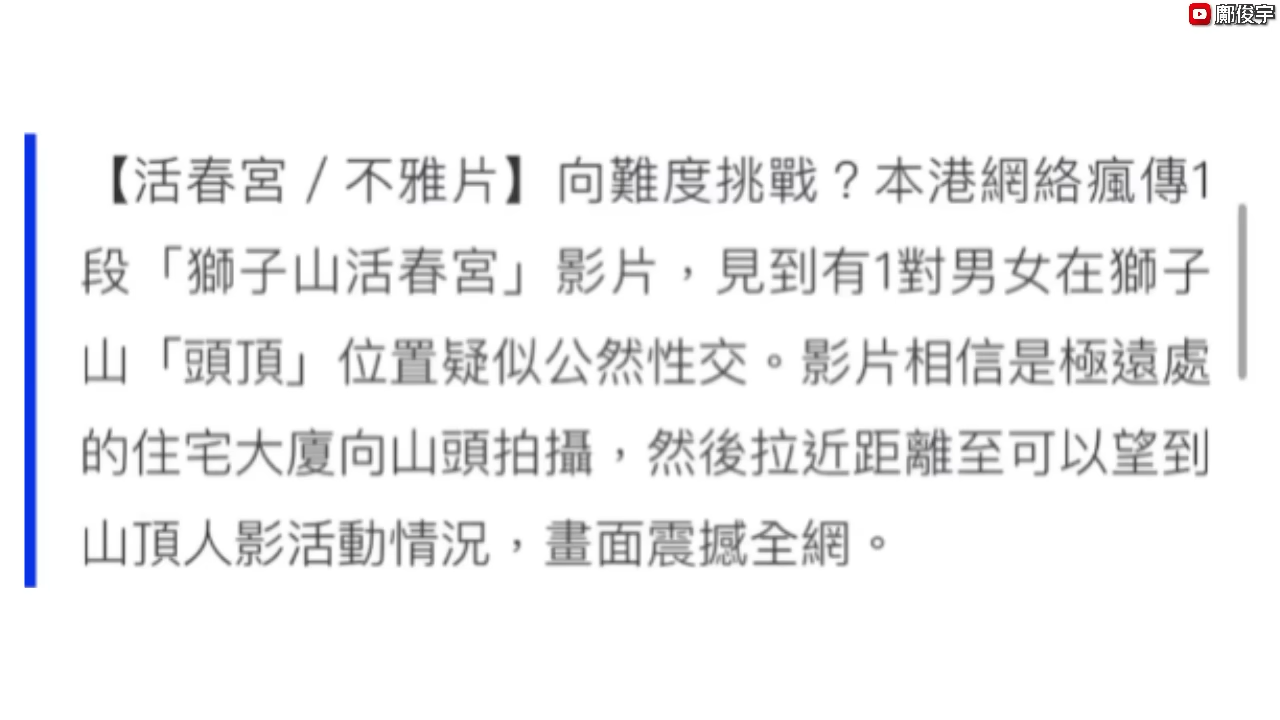 鄺俊宇
【活春宮／不雅片】向難度挑戰？本港網絡瘋傳1
段「獅子山活春宮」影片，見到有1對男女在獅子
山「頭頂」位置疑似公然性交。影片相信是極遠處
的住宅大廈向山頭拍攝，然後拉近距離至可以望到
山頂人影活動情況，畫面震撼全網。